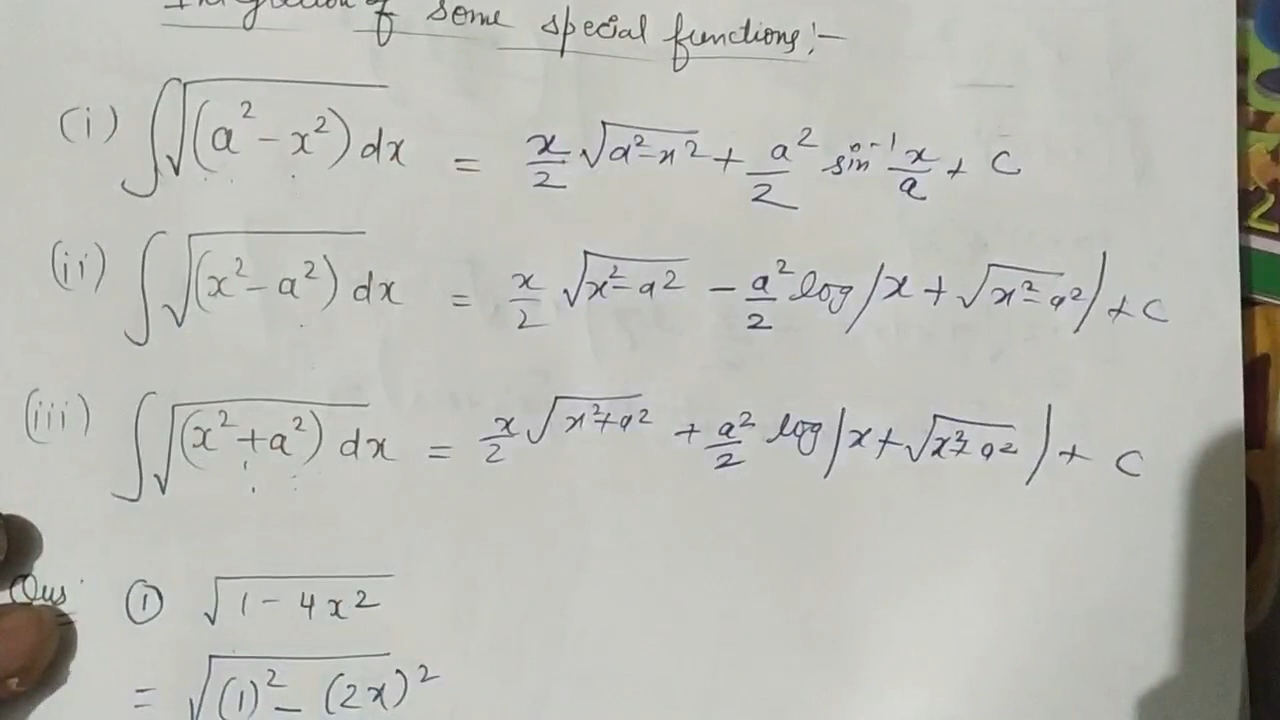 Integration of some special functions:-
(i) ∫√(a² - x²) dx = x/2 √a²-x² + a²/2 sin⁻¹ x/a + C
(ii) ∫√(x² - a²) dx = x/2 √x²-a² - a²/2 log|x + √x²-a²| + C
(iii) ∫√(x² + a²) dx = x/2 √x²+a² + a²/2 log|x + √x²+a²| + C
Ques ① √1 - 4x²
= √(1)² - (2x)²